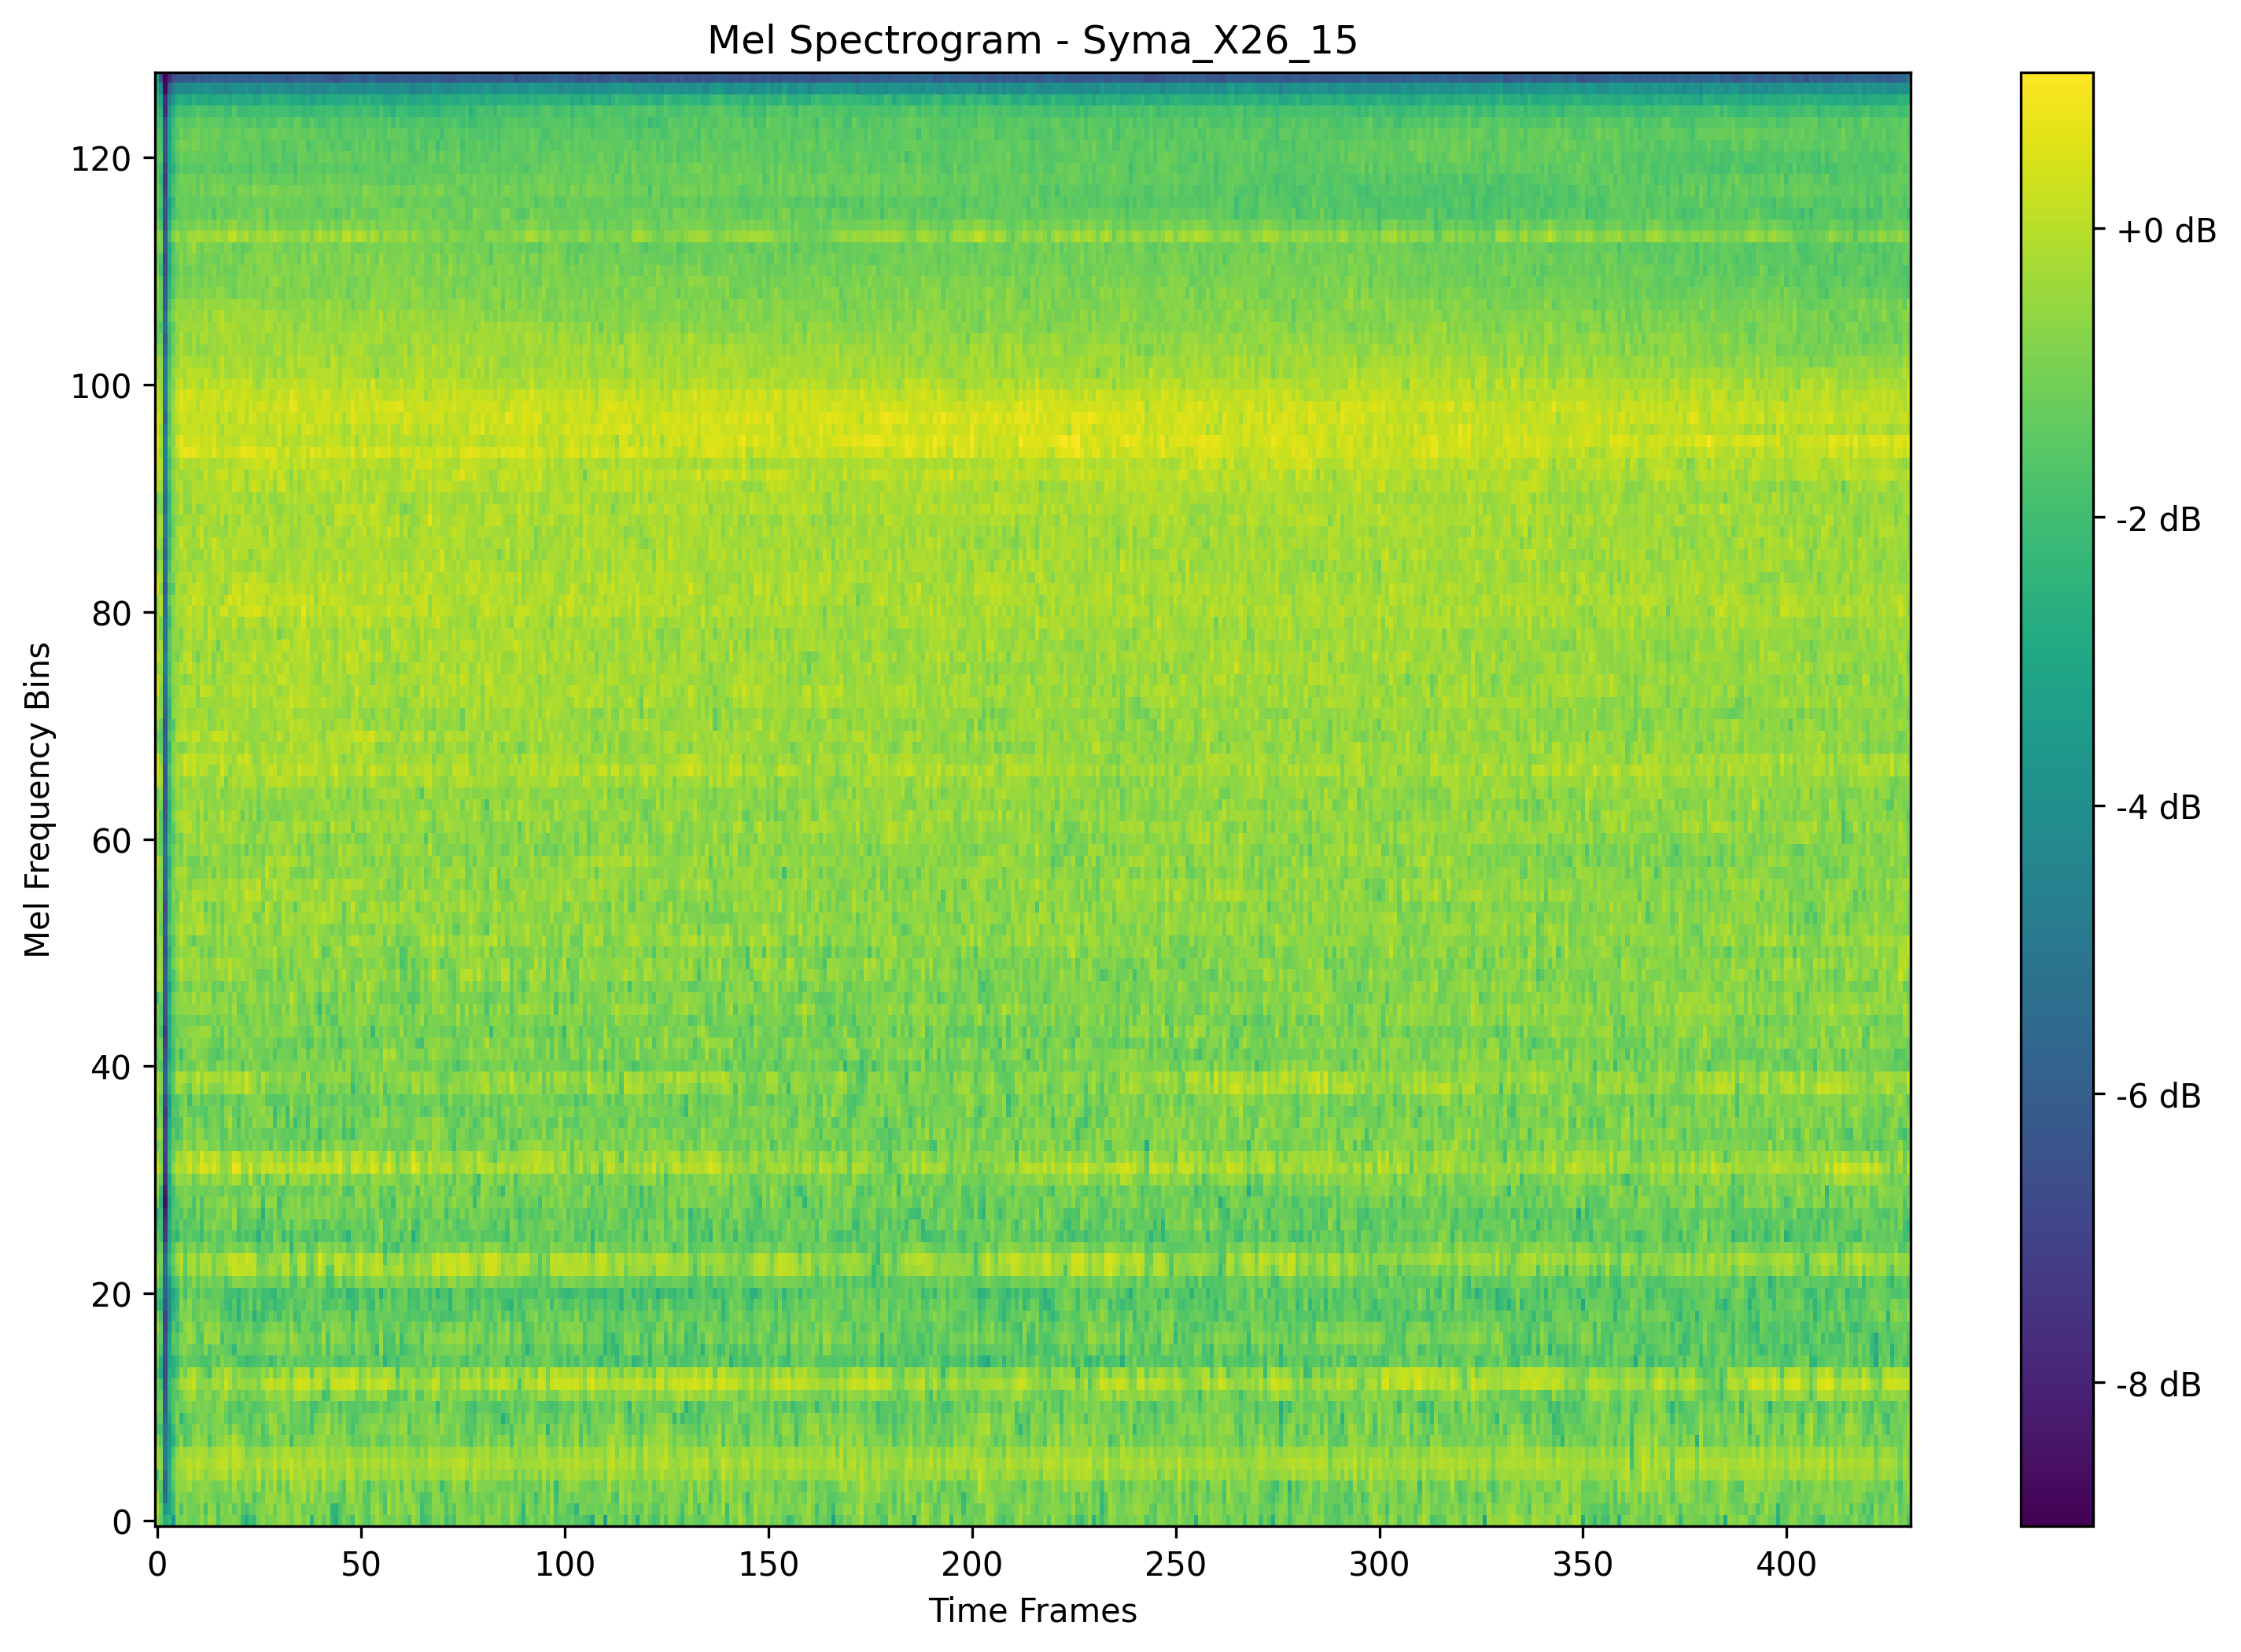 Mel Spectrogram - Syma_X26_15
Mel Frequency Bins
120
100
80
60
40
20
0
0 50 100 150 200 250 300 350 400
Time Frames
+0 dB
-2 dB
-4 dB
-6 dB
-8 dB